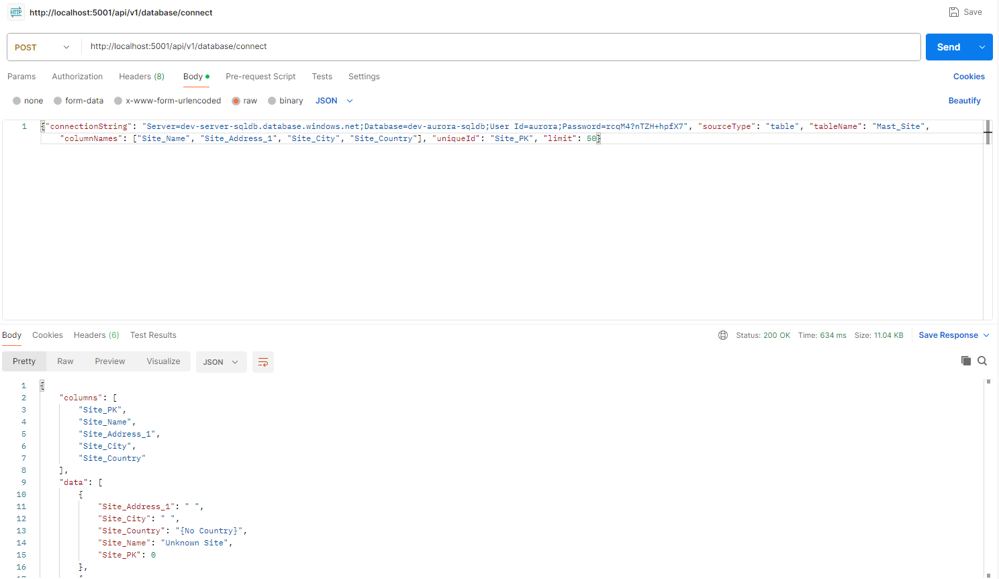 HTTP http://localhost:5001/api/v1/database/connect Save
POST http://localhost:5001/api/v1/database/connect Send
Params Authorization Headers (8) Body Pre-request Script Tests Settings Cookies
none form-data x-www-form-urlencoded raw binary JSON Beautify
1 {"connectionString": "Server=dev-server-sqldb.database.windows.net;Database=dev-aurora-sqldb;User Id=aurora;Password=rcqM4?nTZH+hpfX7", "sourceType": "table", "tableName": "Mast_Site",
"columnNames": ["Site_Name", "Site_Address_1", "Site_City", "Site_Country"], "uniqueId": "Site_PK", "limit": 50}
Body Cookies Headers (6) Test Results Status: 200 OK Time: 634 ms Size: 11.04 KB Save Response
Pretty Raw Preview Visualize JSON
1 {
2 "columns": [
3 "Site_PK",
4 "Site_Name",
5 "Site_Address_1",
6 "Site_City",
7 "Site_Country"
8 ],
9 "data": [
10 {
11 "Site_Address_1": " ",
12 "Site_City": " ",
13 "Site_Country": "{No Country}",
14 "Site_Name": "Unknown Site",
15 "Site_PK": 0
16 },
17 {